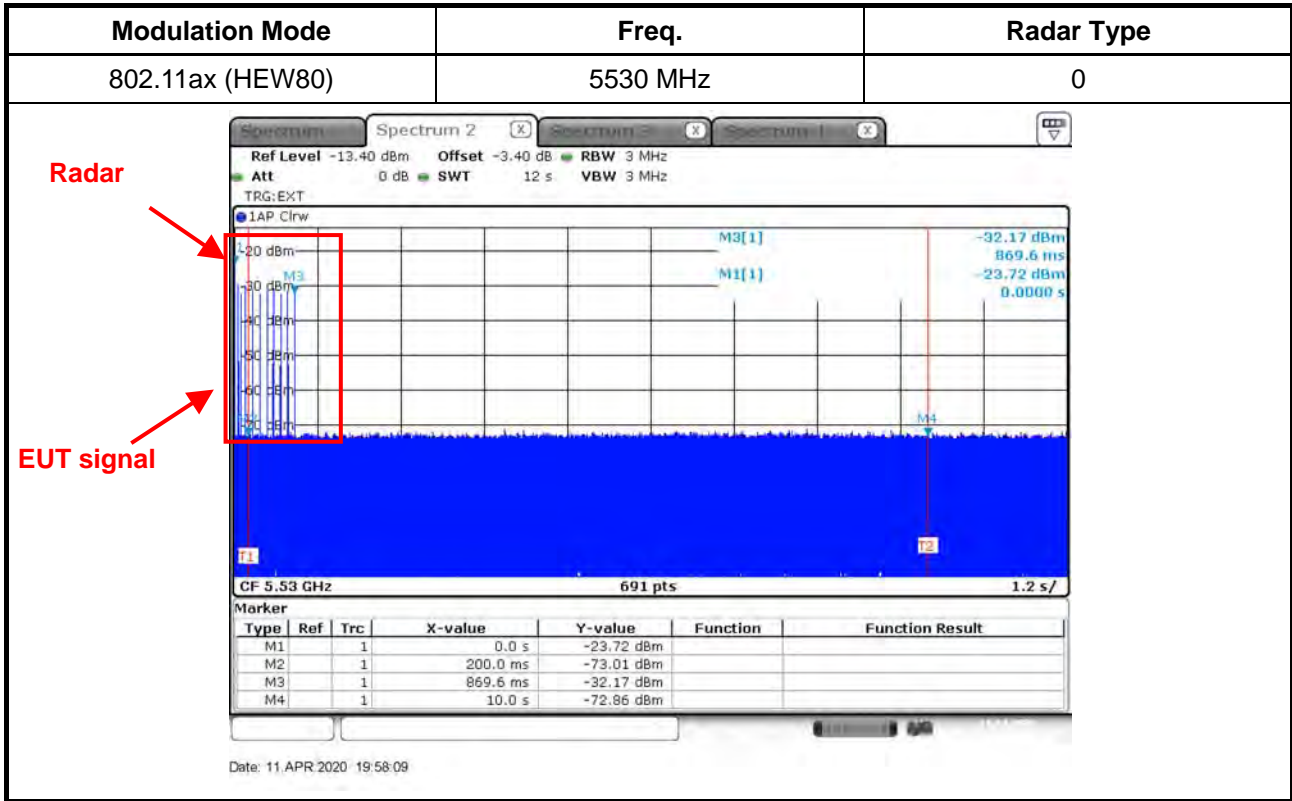 Modulation Mode Freq. Radar Type
802.11ax (HEW80) 5530 MHz 0
Spectrum Spectrum 2 X Spectrum 3 X Spectrum X
Radar
Ref Level -13.40 dBm Offset -3.40 dB RBW 3 MHz
Att 0 dB SWT 12 s VBW 3 MHz
TRG:EXT
1AP Clrw
M3[1] -32.17 dBm
869.6 ms
M1[1] -23.72 dBm
0.0000 s
-20 dBm
M3
-30 dBm
-40 dBm
-50 dBm
-60 dBm
M4
EUT signal
T1 T2
CF 5.53 GHz 691 pts 1.2 s/
Marker
Type Ref Trc X-value Y-value Function Function Result
M1 1 0.0 s -23.72 dBm
M2 1 200.0 ms -73.01 dBm
M3 1 869.6 ms -32.17 dBm
M4 1 10.0 s -72.86 dBm
Date: 11.APR.2020 19:58:09